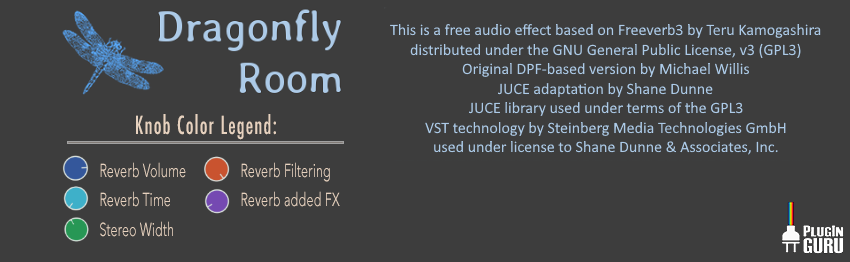 Dragonfly
Room
Knob Color Legend:
Reverb Volume
Reverb Filtering
Reverb Time
Reverb added FX
Stereo Width
This is a free audio effect based on Freeverb3 by Teru Kamogashira
distributed under the GNU General Public License, v3 (GPL3)
Original DPF-based version by Michael Willis
JUCE adaptation by Shane Dunne
JUCE library used under terms of the GPL3
VST technology by Steinberg Media Technologies GmbH
used under license to Shane Dunne & Associates, Inc.
PLUGIN
GURU